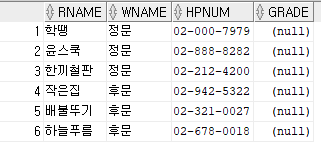 RNAME WNAME HPNUM GRADE
1 학땡 정문 02-000-7979 (null)
2 윤스쿡 정문 02-888-8282 (null)
3 한끼철판 정문 02-212-4200 (null)
4 작은집 후문 02-942-5322 (null)
5 배불뚜기 후문 02-321-0027 (null)
6 하늘푸름 후문 02-678-0018 (null)